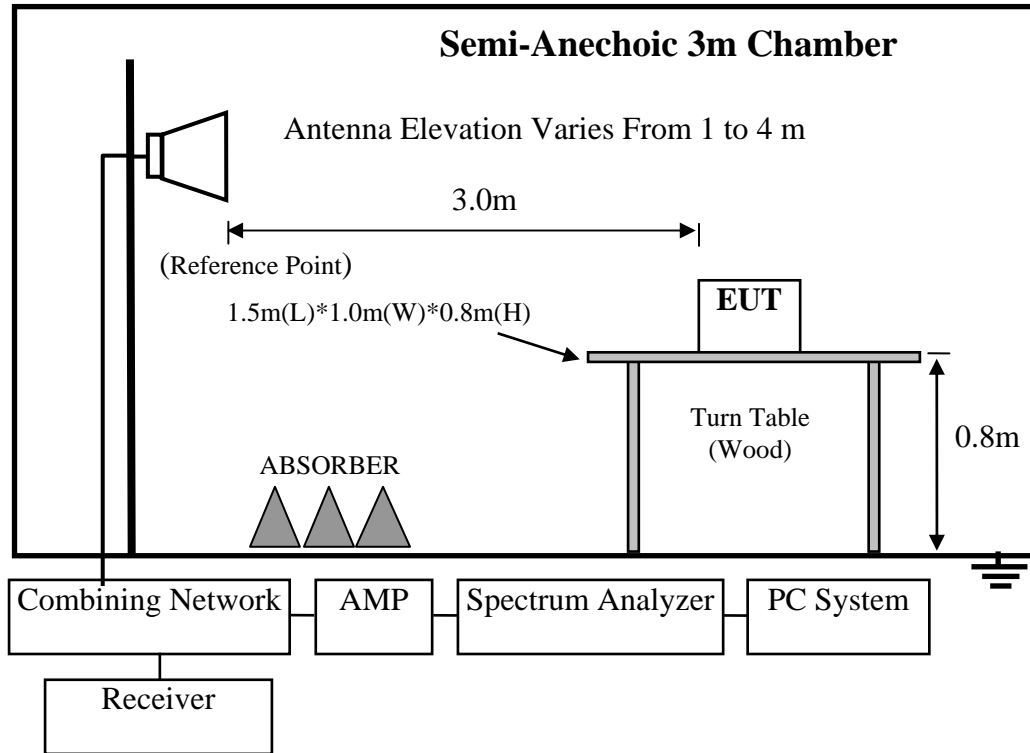 Semi-Anechoic 3m Chamber
Antenna Elevation Varies From 1 to 4 m
3.0m
(Reference Point)
1.5m(L)*1.0m(W)*0.8m(H)
EUT
Turn Table
(Wood)
0.8m
ABSORBER
Combining Network
AMP
Spectrum Analyzer
PC System
Receiver